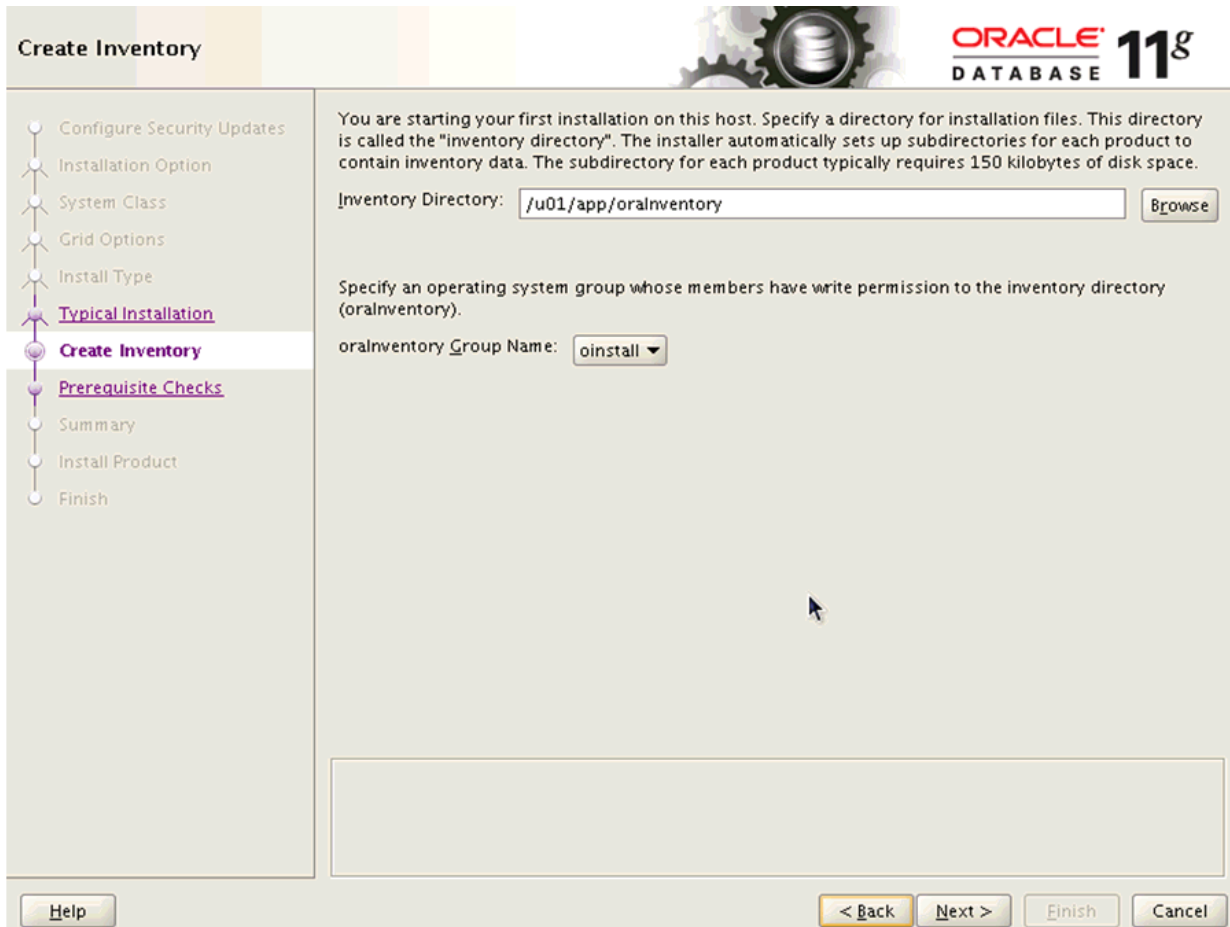 Create Inventory
ORACLE
DATABASE
11g
Configure Security Updates
Installation Option
System Class
Grid Options
Install Type
Typical Installation
Create Inventory
Prerequisite Checks
Summary
Install Product
Finish
You are starting your first installation on this host. Specify a directory for installation files. This directory
is called the "inventory directory". The installer automatically sets up subdirectories for each product to
contain inventory data. The subdirectory for each product typically requires 150 kilobytes of disk space.
Inventory Directory: /u01/app/oraInventory Browse
Specify an operating system group whose members have write permission to the inventory directory
(oraInventory).
oraInventory Group Name: oinstall
Help < Back Next > Finish Cancel